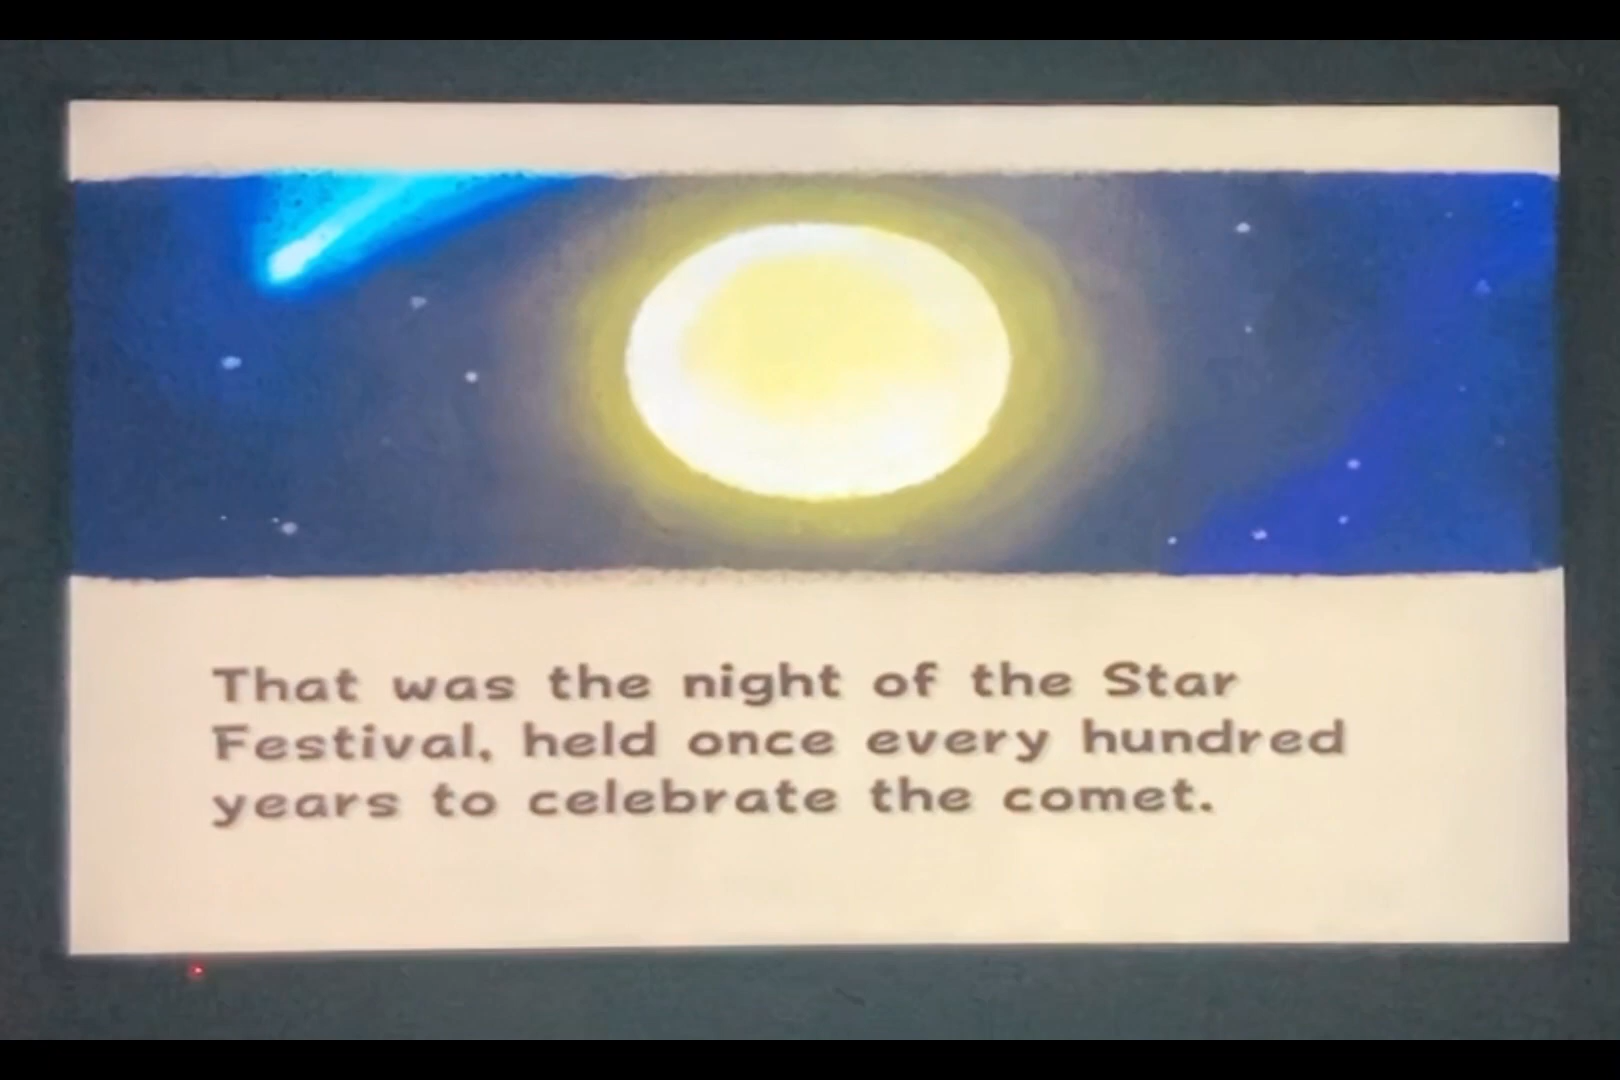 That was the night of the Star
Festival, held once every hundred
years to celebrate the comet.